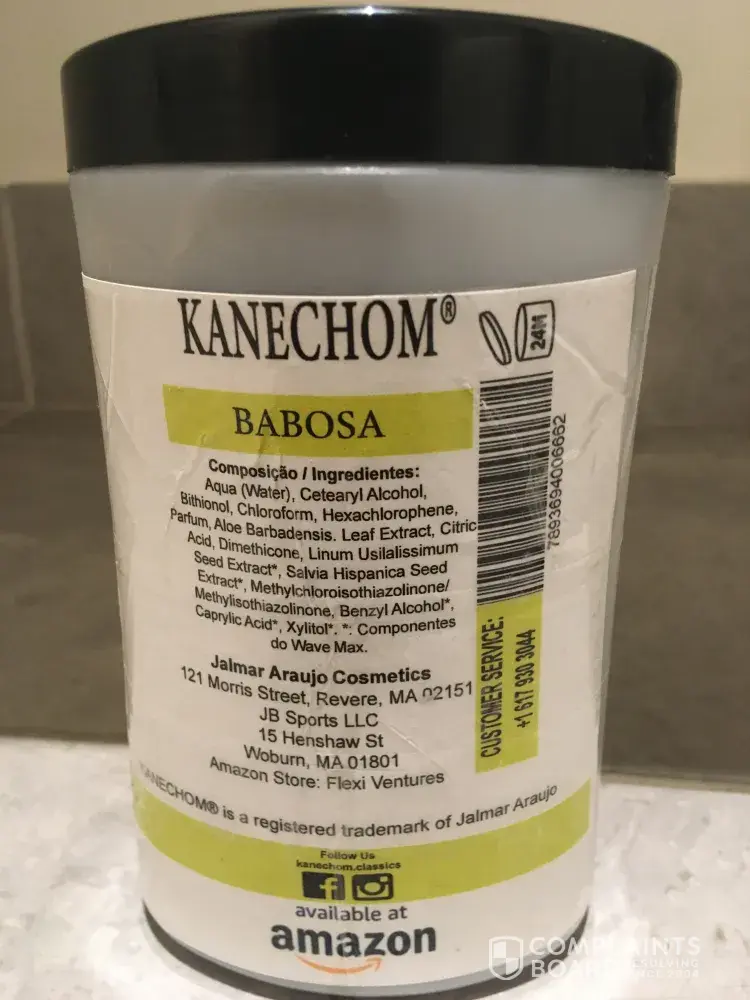 KANECHOM®
24M
BABOSA
Composição / Ingredientes:
Aqua (Water), Cetearyl Alcohol,
Bithionol, Chloroform, Hexachlorophene,
Parfum, Aloe Barbadensis. Leaf Extract, Citric
Acid, Dimethicone, Linum Usilalissimum
Seed Extract*, Salvia Hispanica Seed
Extract*, Methylchloroisothiazolinone/
Methylisothiazolinone, Benzyl Alcohol*,
Caprylic Acid*, Xylitol*. *: Componentes
do Wave Max.
7893694006662
CUSTOMER SERVICE:
+1 617 930 3044
Jalmar Araujo Cosmetics
121 Morris Street, Revere, MA 02151
JB Sports LLC
15 Henshaw St
Woburn, MA 01801
Amazon Store: Flexi Ventures
KANECHOM® is a registered trademark of Jalmar Araujo
Follow Us
kanechom.classics
available at
amazon
COMPLAINTS
BOARD
SINCE 2004